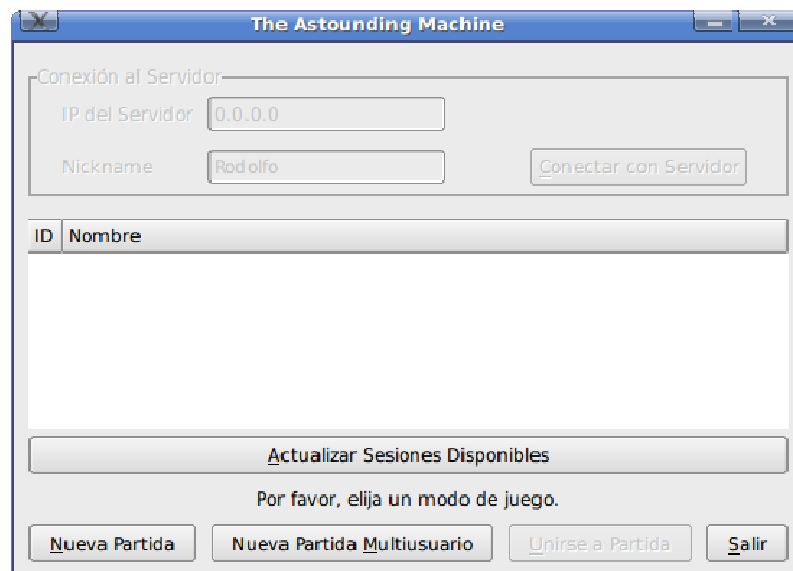 The Astounding Machine
Conexión al Servidor
IP del Servidor 0.0.0.0
Nickname Rodolfo Conectar con Servidor
ID Nombre
Actualizar Sesiones Disponibles
Por favor, elija un modo de juego.
Nueva Partida Nueva Partida Multiusuario Unirse a Partida Salir